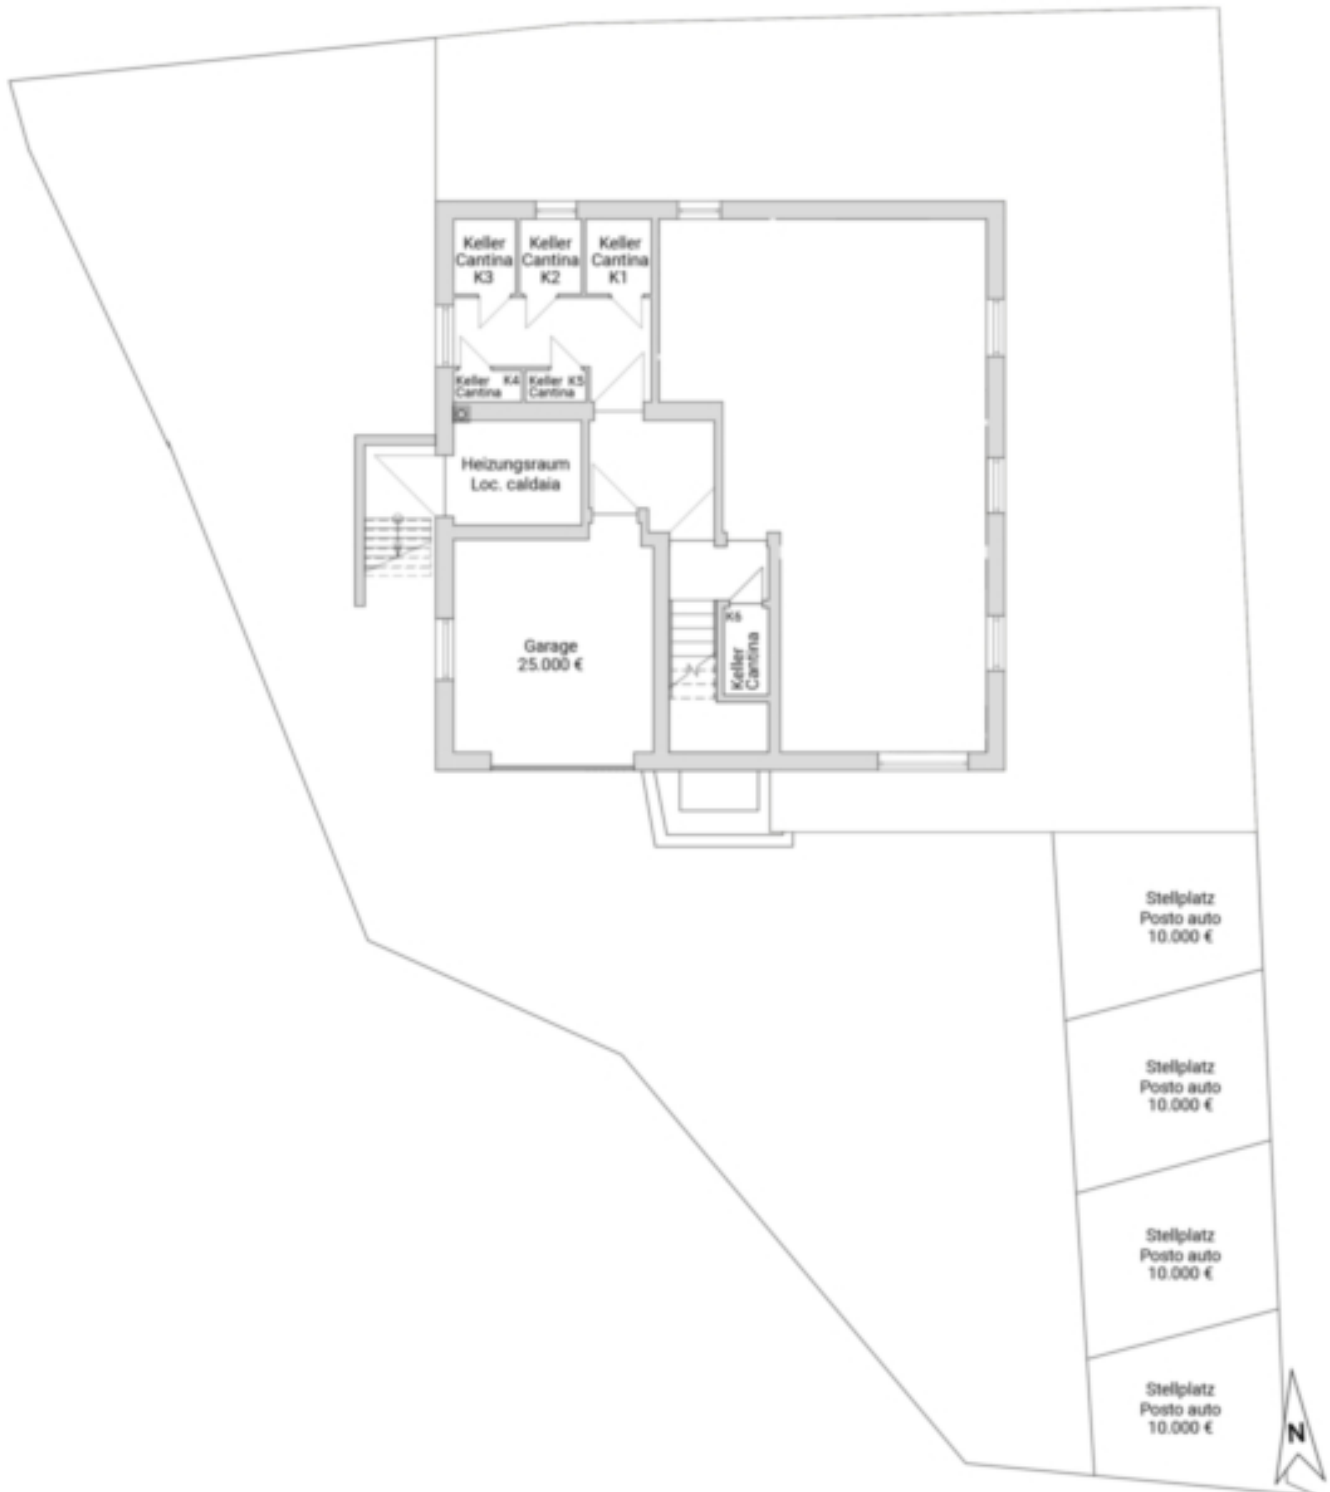 Keller
Cantina
K3
Keller
Cantina
K2
Keller
Cantina
K1
Keller K4
Cantina
Keller K5
Cantina
Heizungsraum
Loc. caldaia
Garage
25.000 €
K6
Keller
Cantina
Stellplatz
Posto auto
10.000 €
Stellplatz
Posto auto
10.000 €
Stellplatz
Posto auto
10.000 €
Stellplatz
Posto auto
10.000 €
N